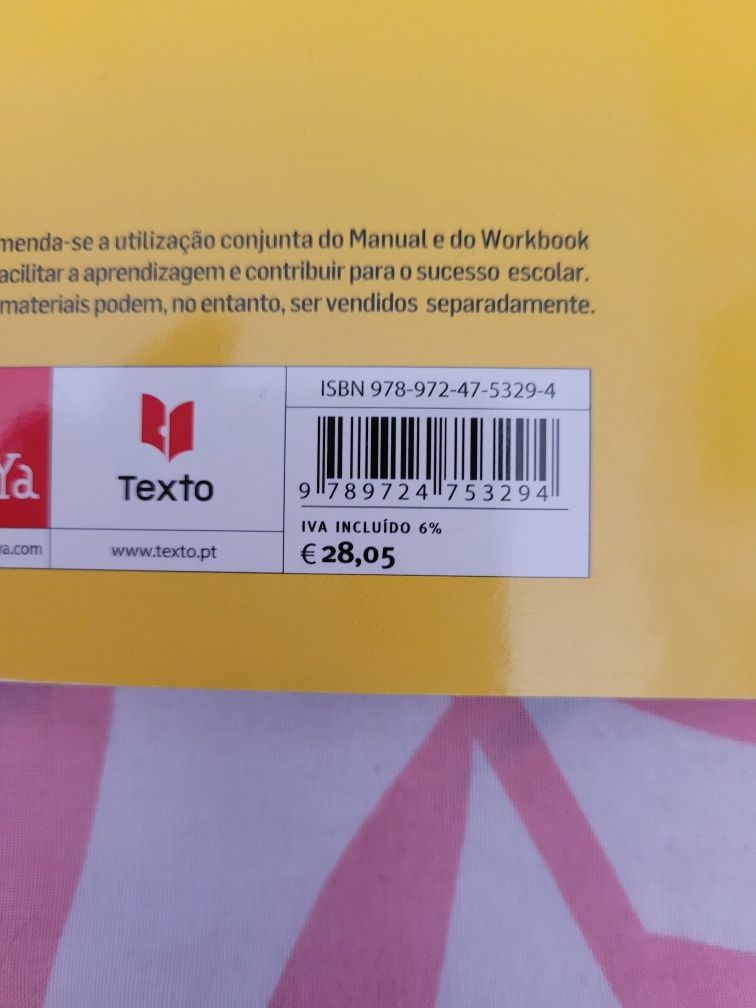 menda-se a utilização conjunta do Manual e do Workbook
acilitar a aprendizagem e contribuir para o sucesso escolar.
materiais podem, no entanto, ser vendidos separadamente.
ISBN 978-972-47-5329-4
9 789724 753294
Ya
Texto
IVA INCLUÍDO 6%
€ 28,05
ya.com
www.texto.pt